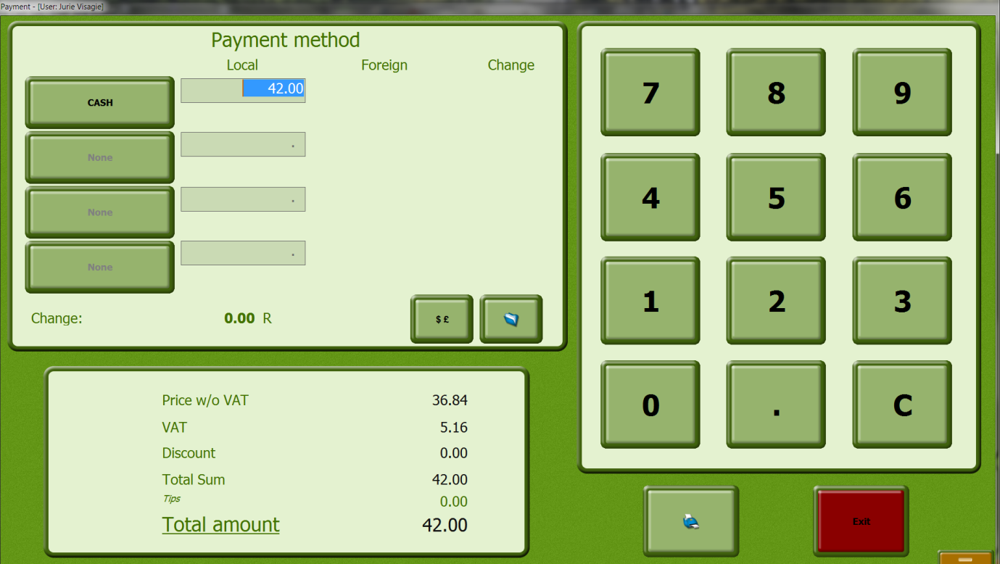 Payment - [User: Jurie Visagie]
Payment method
Local Foreign Change
CASH 42.00
None .
None .
None .
Change: 0.00 R $ £
Price w/o VAT 36.84
VAT 5.16
Discount 0.00
Total Sum 42.00
Tips 0.00
Total amount 42.00
7 8 9
4 5 6
1 2 3
0 . C
Exit